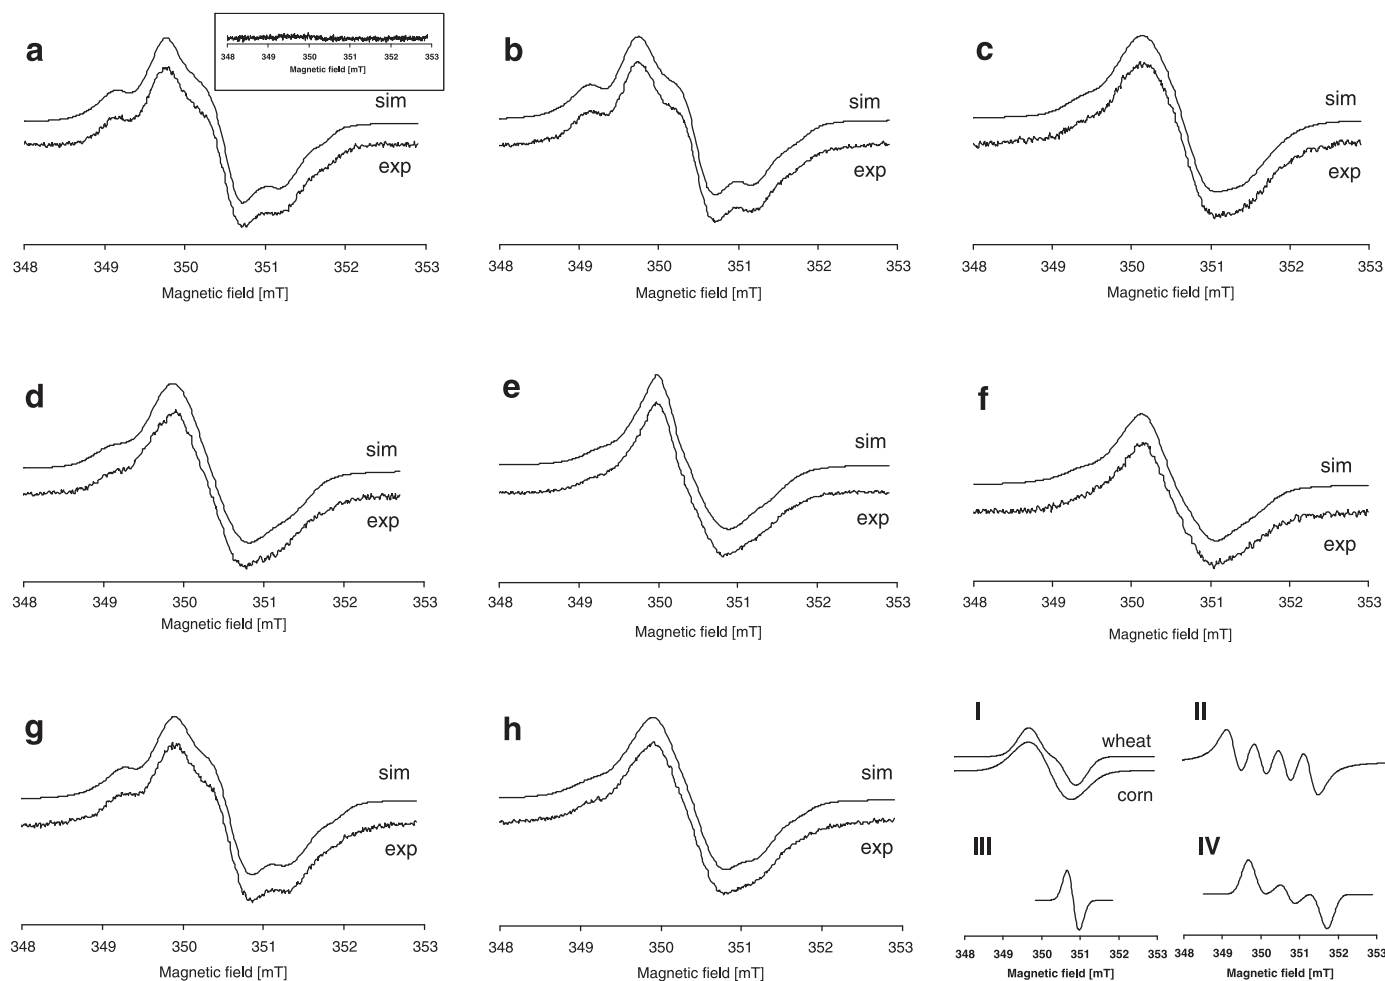 a
348 349 350 351 352 353
Magnetic field [mT]
sim
exp
348 349 350 351 352 353
Magnetic field [mT]
b
sim
exp
348 349 350 351 352 353
Magnetic field [mT]
c
sim
exp
348 349 350 351 352 353
Magnetic field [mT]
d
sim
exp
348 349 350 351 352 353
Magnetic field [mT]
e
sim
exp
348 349 350 351 352 353
Magnetic field [mT]
f
sim
exp
348 349 350 351 352 353
Magnetic field [mT]
g
sim
exp
348 349 350 351 352 353
Magnetic field [mT]
h
sim
exp
348 349 350 351 352 353
Magnetic field [mT]
I
wheat
corn
II
III
348 349 350 351 352 353
Magnetic field [mT]
IV
348 349 350 351 352 353
Magnetic field [mT]